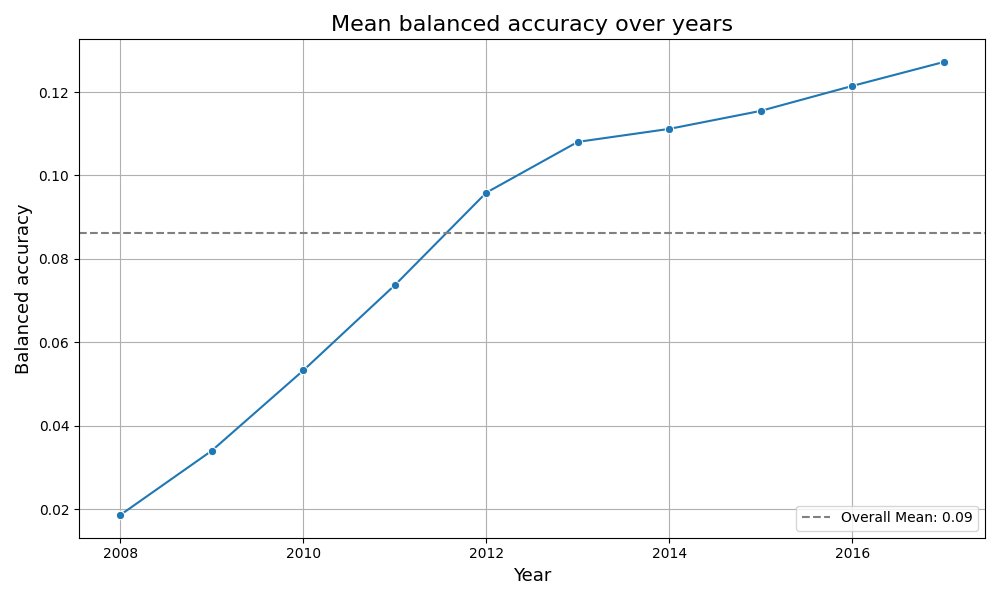 Mean balanced accuracy over years
Balanced accuracy
0.12
0.10
0.08
0.06
0.04
0.02
Overall Mean: 0.09
2008 2010 2012 2014 2016
Year